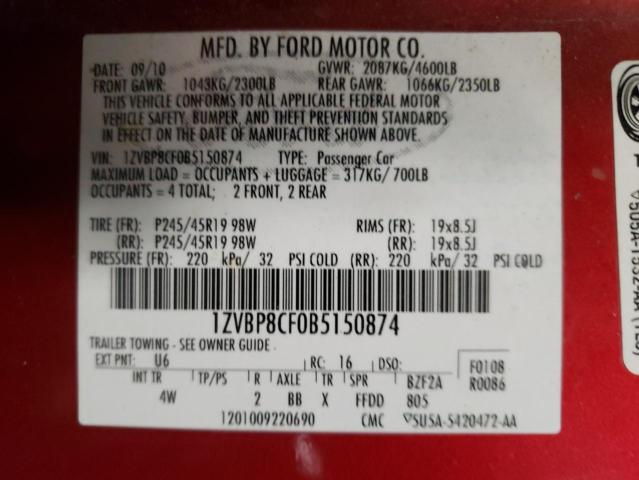 MFD. BY FORD MOTOR CO.
DATE: 09/10 GVWR: 2087KG/4600LB
FRONT GAWR: 1043KG/2300LB REAR GAWR: 1066KG/2350LB
THIS VEHICLE CONFORMS TO ALL APPLICABLE FEDERAL MOTOR
VEHICLE SAFETY, BUMPER, AND THEFT PREVENTION STANDARDS
IN EFFECT ON THE DATE OF MANUFACTURE SHOWN ABOVE.
VIN: 1ZVBP8CF0B5150874 TYPE: Passenger Car
MAXIMUM LOAD = OCCUPANTS + LUGGAGE = 317KG/ 700LB
OCCUPANTS = 4 TOTAL; 2 FRONT, 2 REAR
TIRE (FR): P245/45R19 98W RIMS (FR): 19x8.5J
(RR): P245/45R19 98W (RR): 19x8.5J
PRESSURE (FR): 220 kPa/ 32 PSI COLD (RR): 220 kPa/ 32 PSI COLD
1ZVBP8CF0B5150874
TRAILER TOWING - SEE OWNER GUIDE
EXT PNT: U6 RC: 16 DSO: F0108
INT TR TP/PS R AXLE TR SPR BZF2A R0086
4W 2 BB X FFDD 805
1201009220690 CMC 5U5A-5420472-AA